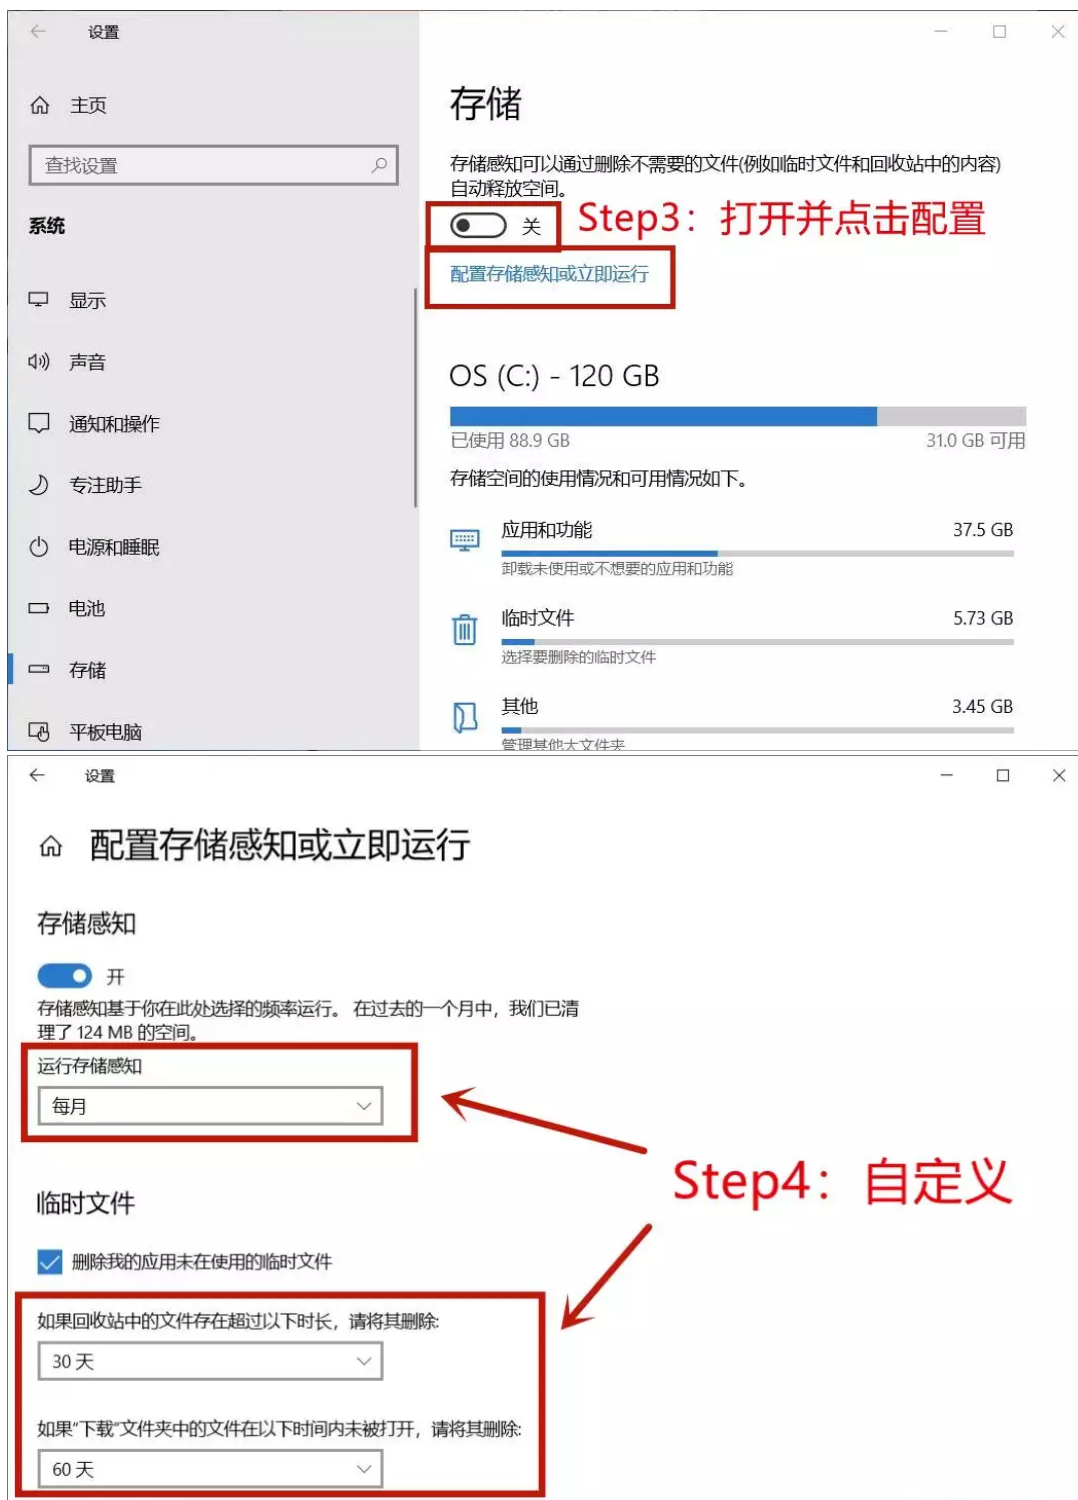 设置
主页
查找设置
系统
显示
声音
通知和操作
专注助手
电源和睡眠
电池
存储
平板电脑
存储
存储感知可以通过删除不需要的文件(例如临时文件和回收站中的内容)
自动释放空间。
关
Step3：打开并点击配置
配置存储感知或立即运行
OS (C:) - 120 GB
已使用 88.9 GB
31.0 GB 可用
存储空间的使用情况和可用情况如下。
应用和功能
37.5 GB
卸载未使用或不想要的应用和功能
临时文件
5.73 GB
选择要删除的临时文件
其他
3.45 GB
管理其他大文件夹
设置
配置存储感知或立即运行
存储感知
开
存储感知基于你在此处选择的频率运行。 在过去的一个月中，我们已清
理了 124 MB 的空间。
运行存储感知
每月
Step4：自定义
临时文件
删除我的应用未在使用的临时文件
如果回收站中的文件存在超过以下时长，请将其删除:
30 天
如果“下载”文件夹中的文件在以下时间内未被打开，请将其删除:
60 天